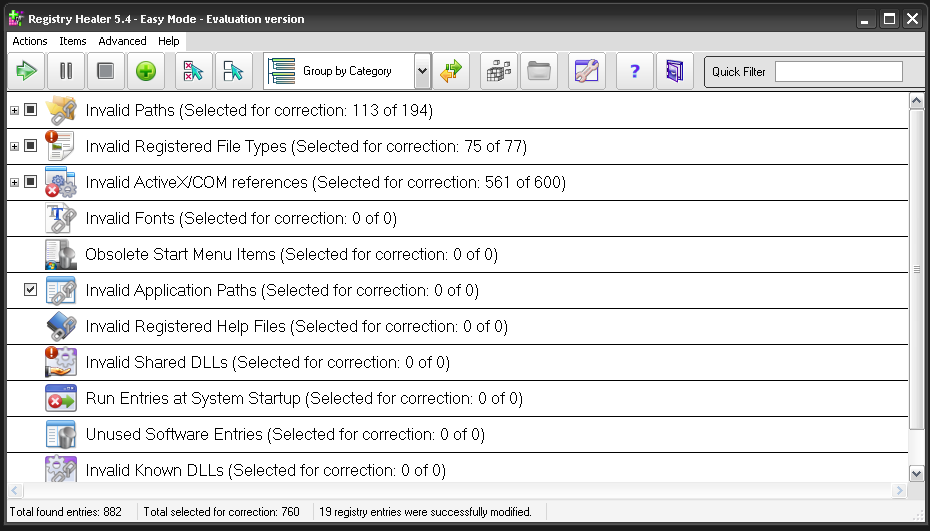 Registry Healer 5.4 - Easy Mode - Evaluation version
Actions Items Advanced Help
Group by Category ? Quick Filter
Invalid Paths (Selected for correction: 113 of 194)
Invalid Registered File Types (Selected for correction: 75 of 77)
Invalid ActiveX/COM references (Selected for correction: 561 of 600)
Invalid Fonts (Selected for correction: 0 of 0)
Obsolete Start Menu Items (Selected for correction: 0 of 0)
Invalid Application Paths (Selected for correction: 0 of 0)
Invalid Registered Help Files (Selected for correction: 0 of 0)
Invalid Shared DLLs (Selected for correction: 0 of 0)
Run Entries at System Startup (Selected for correction: 0 of 0)
Unused Software Entries (Selected for correction: 0 of 0)
Invalid Known DLLs (Selected for correction: 0 of 0)
Total found entries: 882 Total selected for correction: 760 19 registry entries were successfully modified.